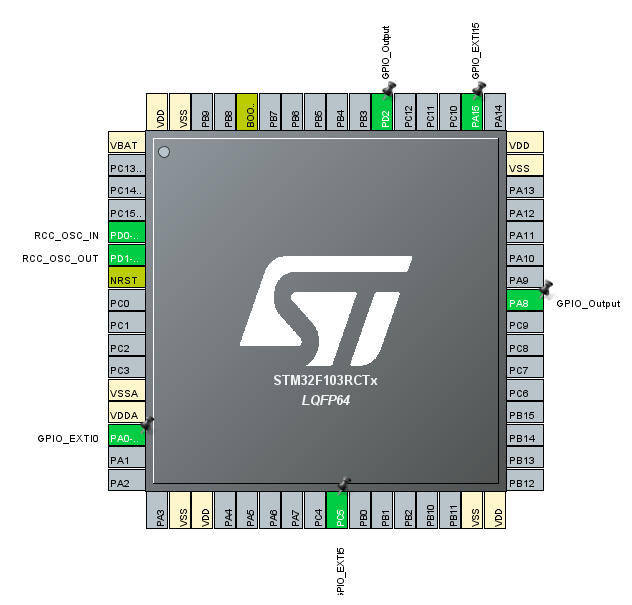 GPIO_Output
GPIO_EXTI15
VDD
VSS
PB9
PB8
BOO..
PB7
PB6
PB5
PB4
PB3
PD2
PC12
PC11
PC10
PA15
PA14
VBAT
PC13..
PC14..
PC15..
RCC_OSC_IN PD0-..
RCC_OSC_OUT PD1-..
NRST
PC0
PC1
PC2
PC3
VSSA
VDDA
GPIO_EXTI0 PA0-..
PA1
PA2
VDD
VSS
PA13
PA12
PA11
PA10
PA9
PA8 GPIO_Output
PC9
PC8
PC7
PC6
PB15
PB14
PB13
PB12
ST
STM32F103RCTx
LQFP64
PA3
VSS
VDD
PA4
PA5
PA6
PA7
PC4
PC5
PB0
PB1
PB2
PB10
PB11
VSS
VDD
GPIO_EXTI5